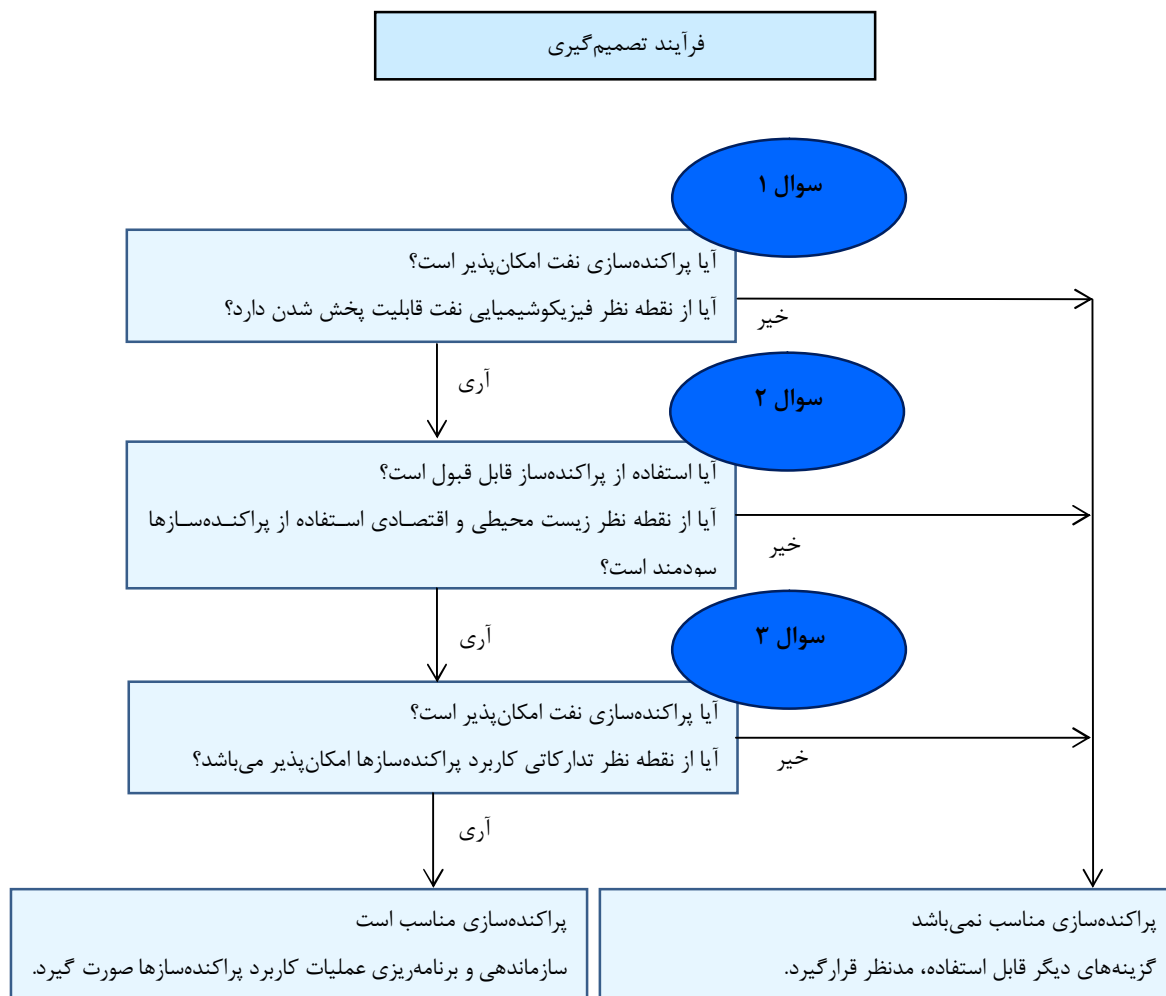 فرآیند تصمیم‌گیری
سوال ۱
آیا پراکنده‌سازی نفت امکان‌پذیر است؟
آیا از نقطه نظر فیزیکوشیمیایی نفت قابلیت پخش شدن دارد؟
خیر
آری
سوال ۲
آیا استفاده از پراکنده‌ساز قابل قبول است؟
آیا از نقطه نظر زیست محیطی و اقتصادی استفاده از پراکنده‌سازها
سودمند است؟
خیر
آری
سوال ۳
آیا پراکنده‌سازی نفت امکان‌پذیر است؟
آیا از نقطه نظر تدارکاتی کاربرد پراکنده‌سازها امکان‌پذیر می‌باشد؟
خیر
آری
پراکنده‌سازی مناسب نمی‌باشد
گزینه‌های دیگر قابل استفاده، مدنظر قرارگیرد.
پراکنده‌سازی مناسب است
سازماندهی و برنامه‌ریزی عملیات کاربرد پراکنده‌سازها صورت گیرد.